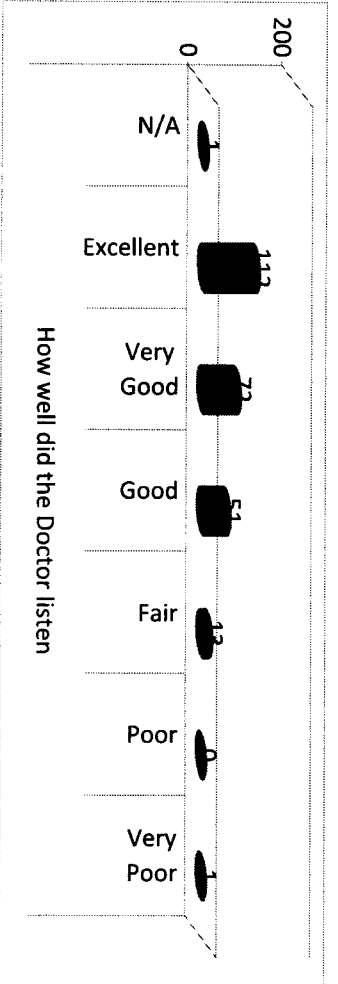 200
0
1
112
72
51
13
0
1
N/A
Excellent
Very
Good
Good
Fair
Poor
Very
Poor
How well did the Doctor listen